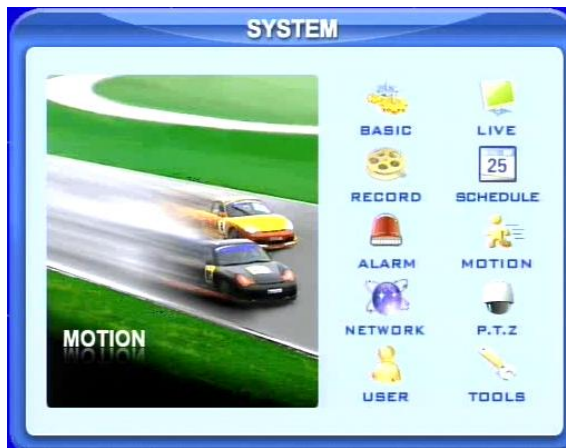 SYSTEM
BASIC LIVE
25
RECORD SCHEDULE
ALARM MOTION
NETWORK P.T.Z
MOTION
USER TOOLS